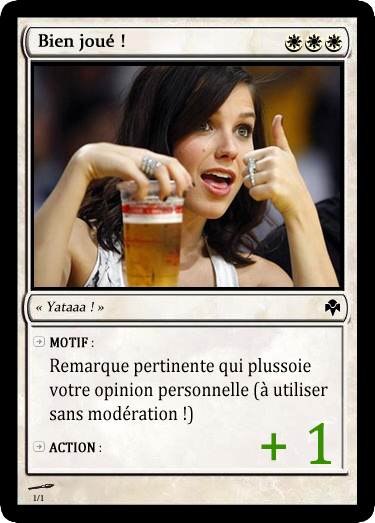 Bien joué !
« Yataaa ! »
MOTIF :
Remarque pertinente qui plussoie
votre opinion personnelle (à utiliser
sans modération !)
ACTION :
+ 1
1/1